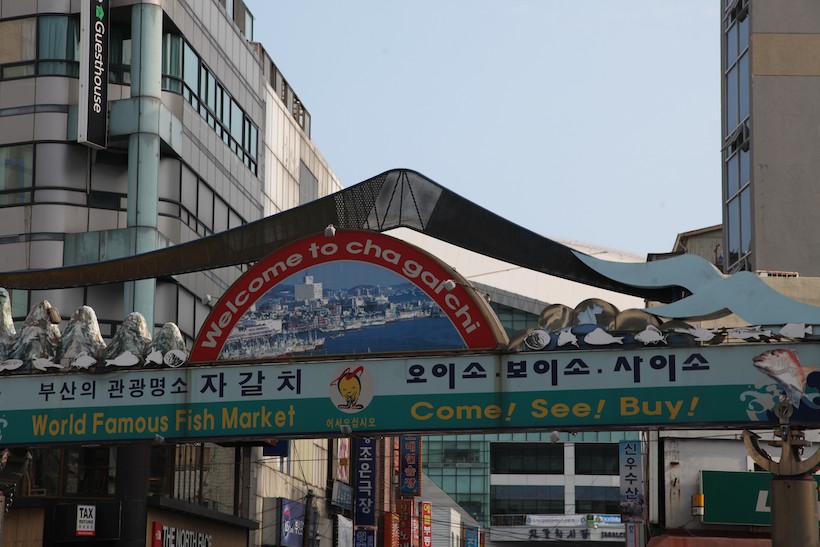 Guesthouse
Welcome to chagalchi
부산의 관광명소 자갈치
World Famous Fish Market
어서오십시오
오이소·보이소·사이소
Come! See! Buy!
조은극장
신우수산
TAX
THE NORTH FACE